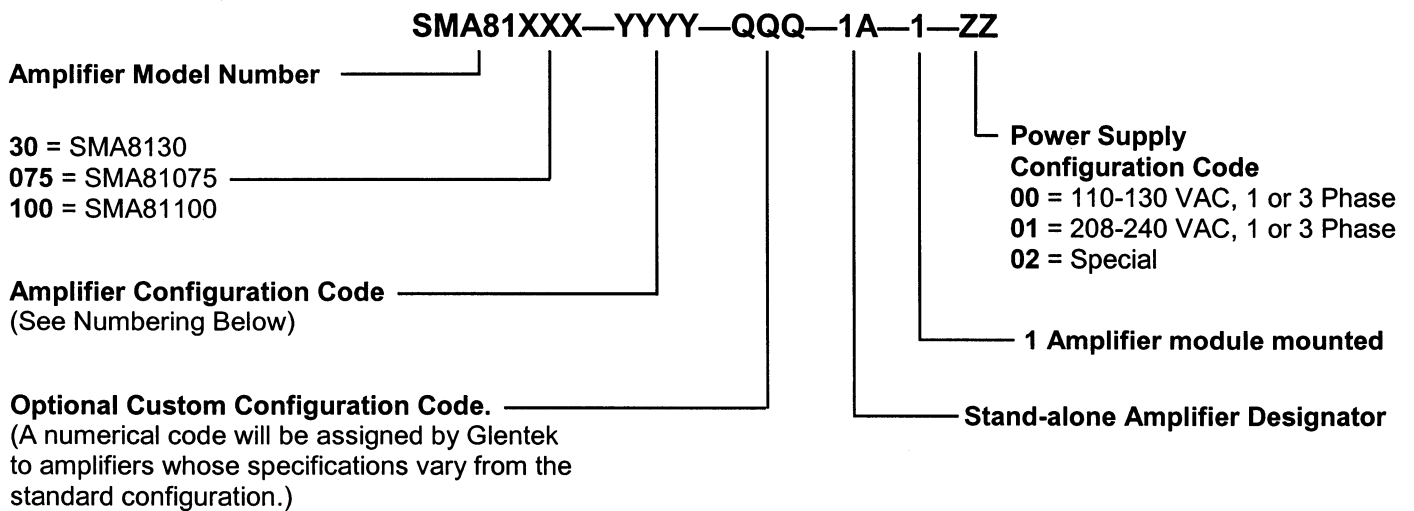 SMA81XXX—YYYY—QQQ—1A—1—ZZ
Amplifier Model Number
30 = SMA8130
075 = SMA81075
100 = SMA81100
Amplifier Configuration Code
(See Numbering Below)
Optional Custom Configuration Code.
(A numerical code will be assigned by Glentek
to amplifiers whose specifications vary from the
standard configuration.)
Power Supply
Configuration Code
00 = 110-130 VAC, 1 or 3 Phase
01 = 208-240 VAC, 1 or 3 Phase
02 = Special
1 Amplifier module mounted
Stand-alone Amplifier Designator